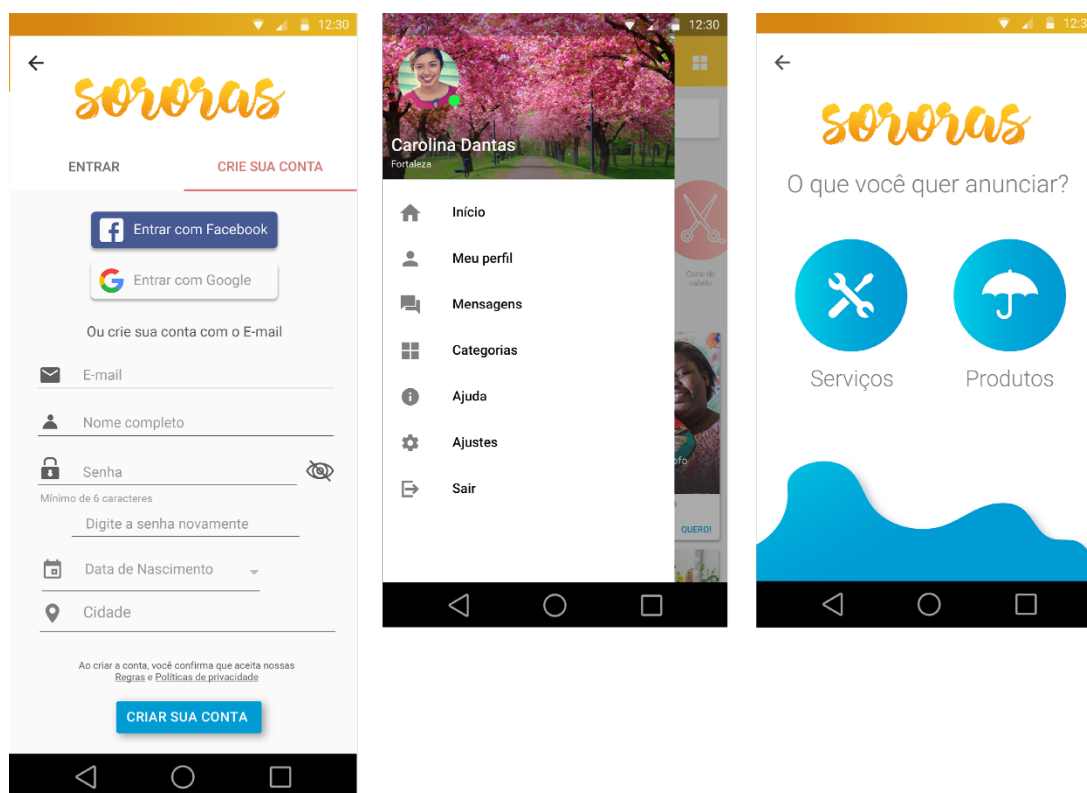 12:30
sororas
ENTRAR
CRIE SUA CONTA
Entrar com Facebook
Entrar com Google
Ou crie sua conta com o E-mail
E-mail
Nome completo
Senha
Mínimo de 6 caracteres
Digite a senha novamente
Data de Nascimento
Cidade
Ao criar a conta, você confirma que aceita nossas
Regras e Políticas de privacidade
CRIAR SUA CONTA
12:30
Carolina Dantas
Fortaleza
Início
Meu perfil
Mensagens
Categorias
Ajuda
Ajustes
Sair
Corte de
cabelo
QUERO!
sororas
O que você quer anunciar?
Serviços
Produtos